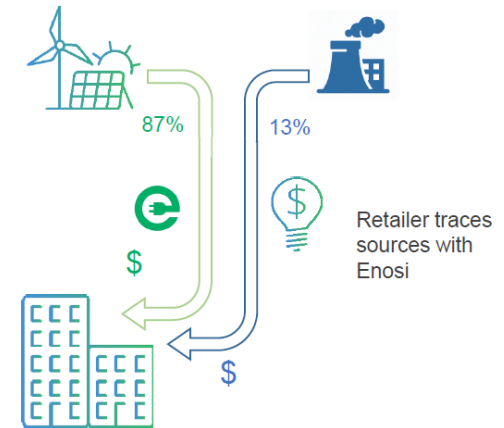 87%
13%
$
Retailer traces
sources with
Enosi
$
$